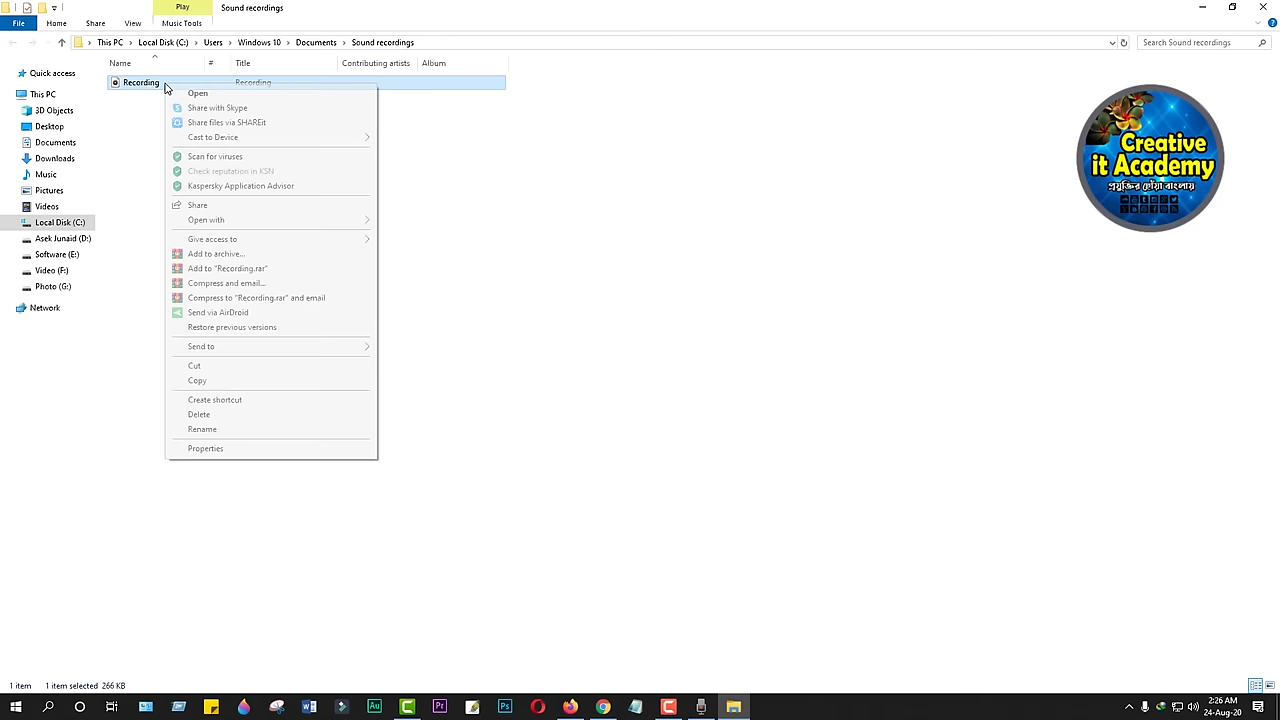 Play
Sound recordings
File
Home
Share
View
Music Tools
This PC
Local Disk (C:)
Users
Windows 10
Documents
Sound recordings
Search Sound recordings
Name
#
Title
Contributing artists
Album
Recording
Recording
Quick access
This PC
3D Objects
Desktop
Documents
Downloads
Music
Pictures
Videos
Local Disk (C:)
Asek Junaid (D:)
Software (E:)
Video (F:)
Photo (G:)
Network
Open
Share with Skype
Share files via SHAREit
Cast to Device
Scan for viruses
Check reputation in KSN
Kaspersky Application Advisor
Share
Open with
Give access to
Add to archive...
Add to "Recording.rar"
Compress and email...
Compress to "Recording.rar" and email
Send via AirDroid
Restore previous versions
Send to
Cut
Copy
Create shortcut
Delete
Rename
Properties
Creative
it Academy
প্রযুক্তির ছোঁয়া বাংলায়
1 item
1 item selected 266 KB
Au
Pr
Ps
2:26 AM
24-Aug-20